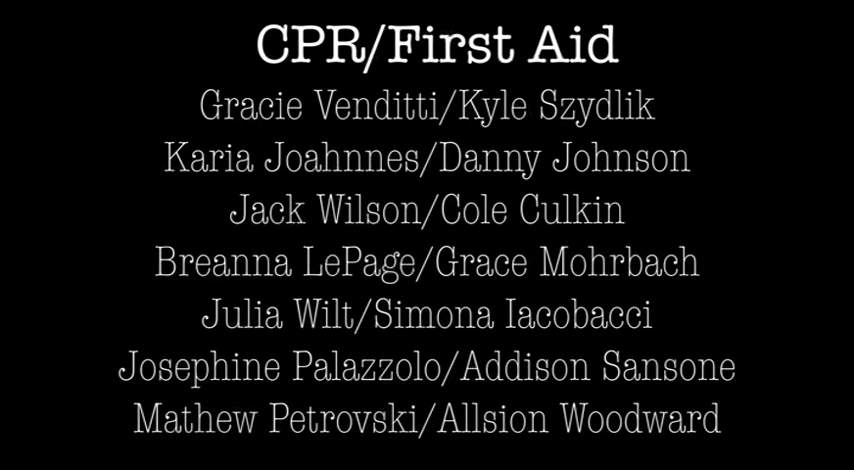 CPR/First Aid
Gracie Venditti/Kyle Szydlik
Karia Joahnnes/Danny Johnson
Jack Wilson/Cole Culkin
Breanna LePage/Grace Mohrbach
Julia Wilt/Simona Iacobacci
Josephine Palazzolo/Addison Sansone
Mathew Petrovski/Allsion Woodward